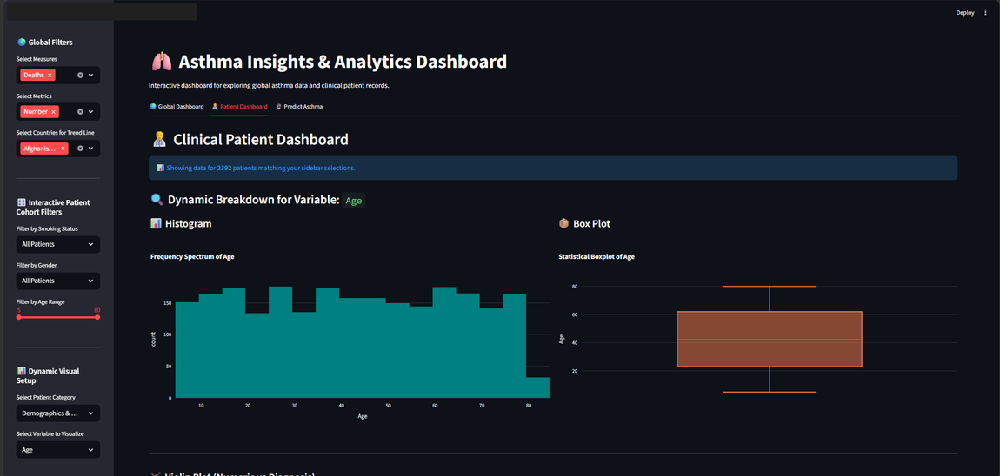 Deploy
Global Filters
Select Measures
Deaths ×
Select Metrics
Number ×
Select Countries for Trend Line
Afghanis... ×
Interactive Patient
Cohort Filters
Filter by Smoking Status
All Patients
Filter by Gender
All Patients
Filter by Age Range
5 80
Dynamic Visual
Setup
Select Patient Category
Demographics & ...
Select Variable to Visualize
Age
Asthma Insights & Analytics Dashboard
Interactive dashboard for exploring global asthma data and clinical patient records.
Global Dashboard Patient Dashboard Predict Asthma
Clinical Patient Dashboard
Showing data for 2392 patients matching your sidebar selections.
Dynamic Breakdown for Variable: Age
Histogram
Frequency Spectrum of Age
150
100
50
0
count
10 20 30 40 50 60 70 80
Age
Box Plot
Statistical Boxplot of Age
80
60
40
20
Age
Violin Plot (Numeric vs Diagnosis)